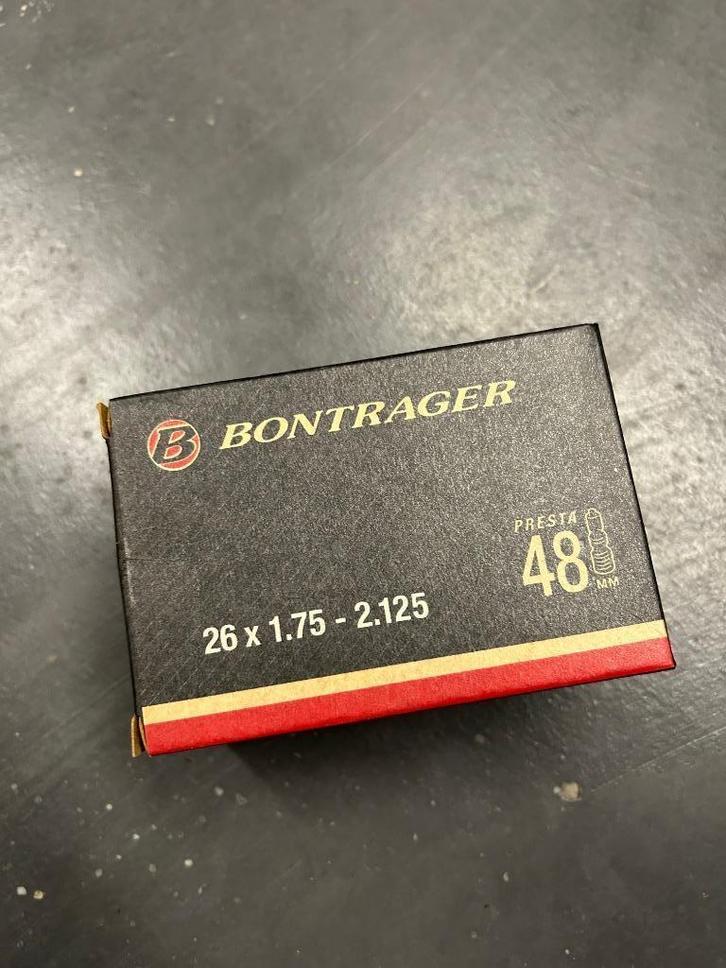 B BONTRAGER
PRESTA
48 MM
26 x 1.75 - 2.125